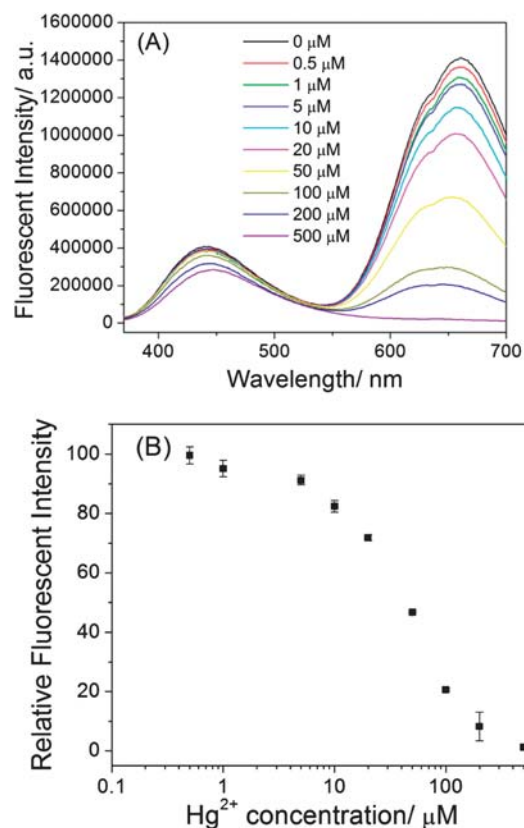 (A)
1600000
1400000
1200000
1000000
800000
600000
400000
200000
0
Fluorescent Intensity/ a.u.
0 μM
0.5 μM
1 μM
5 μM
10 μM
20 μM
50 μM
100 μM
200 μM
500 μM
400 500 600 700
Wavelength/ nm
(B)
100
80
60
40
20
0
Relative Fluorescent Intensity
0.1 1 10 100
Hg²⁺ concentration/ μM